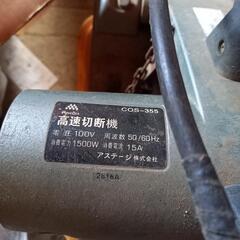 COS-355
高速切断機
電圧 100V 周波数 50/60Hz
消費電力 1500W 消費電流 15A
アステージ株式会社